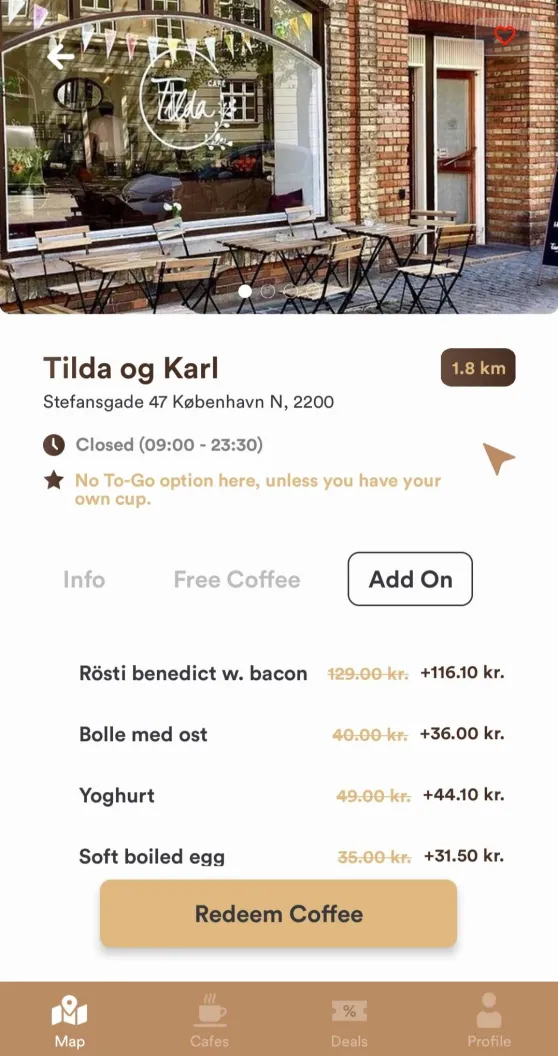 CAFE
Tilda
Tilda og Karl
1.8 km
Stefansgade 47 København N, 2200
Closed (09:00 - 23:30)
No To-Go option here, unless you have your
own cup.
Info Free Coffee Add On
Rösti benedict w. bacon 129.00 kr. +116.10 kr.
Bolle med ost 40.00 kr. +36.00 kr.
Yoghurt 49.00 kr. +44.10 kr.
Soft boiled egg 35.00 kr. +31.50 kr.
Redeem Coffee
%
Map Cafes Deals Profile